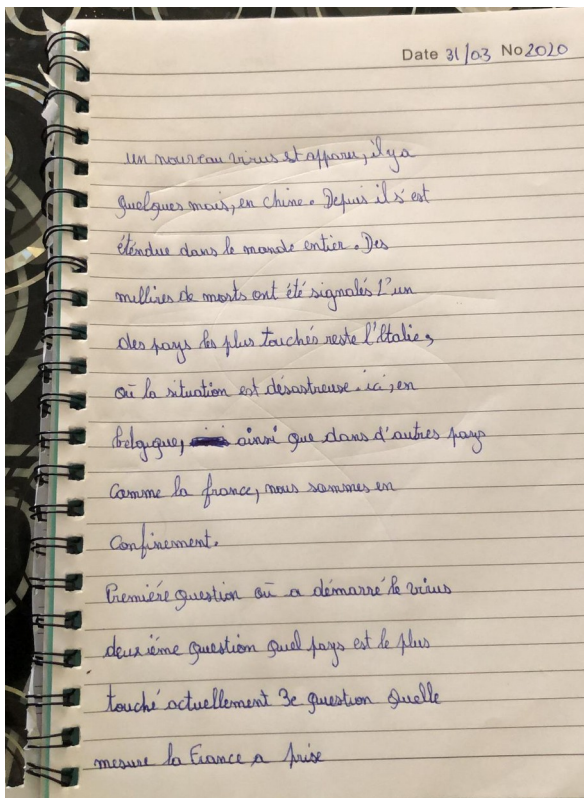 Date 31/03 No 2020
un nouveau virus est apparu, il y a
quelques mois, en chine. Depuis il s'est
éténdue dans le monde entier. Des
millires de morts ont été signalés L'un
des pays les plus touchés reste l'Italie,
où la situation est désastreuse. ici, en
belgique, ainsi que dans d'autres pays
Comme la france, nous sommes en
Confinement.
Première question où a démarré le virus
deuxième question quel pays est le plus
touché actuellement 3e question Quelle
mesure la France a prise